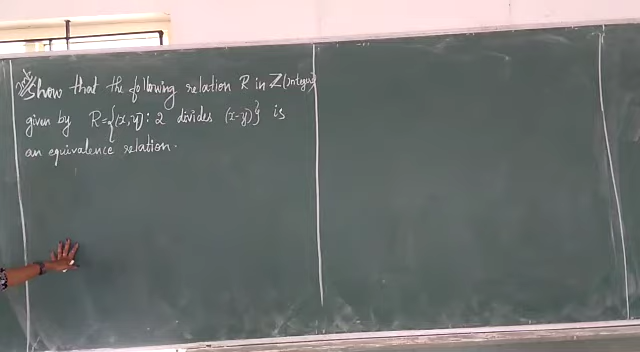 Show that the following relation R in Z (integers)
given by R={(x,y): 2 divides (x-y)} is
an equivalence relation.